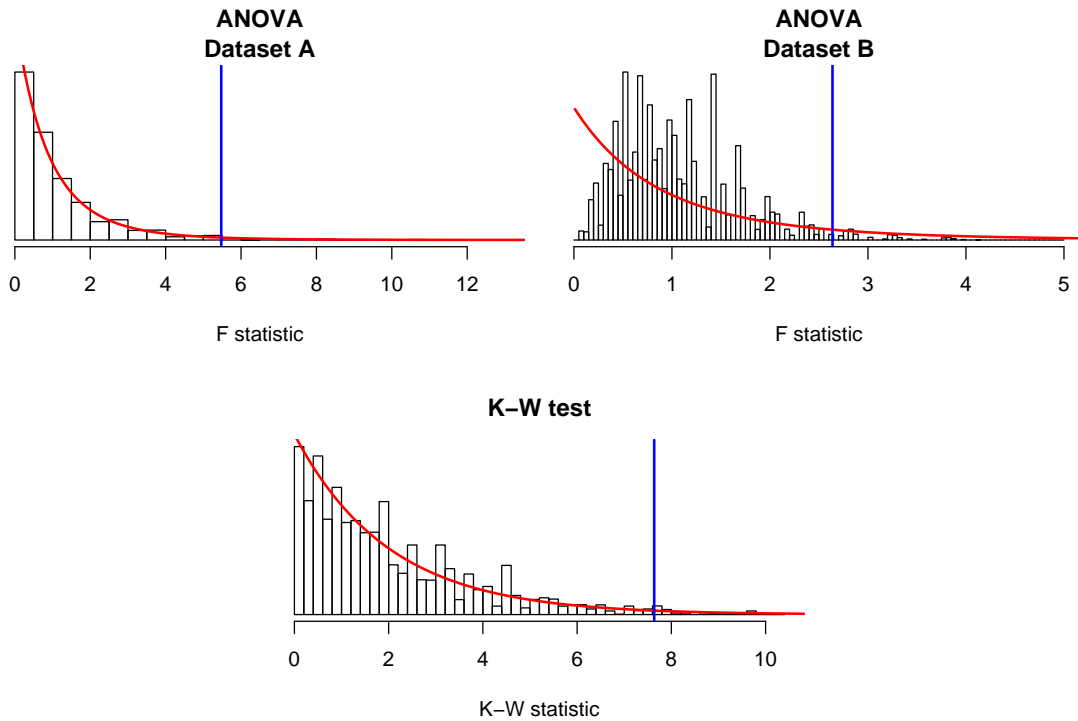 ANOVA
Dataset A
0 2 4 6 8 10 12
F statistic
ANOVA
Dataset B
0 1 2 3 4 5
F statistic
K−W test
0 2 4 6 8 10
K−W statistic